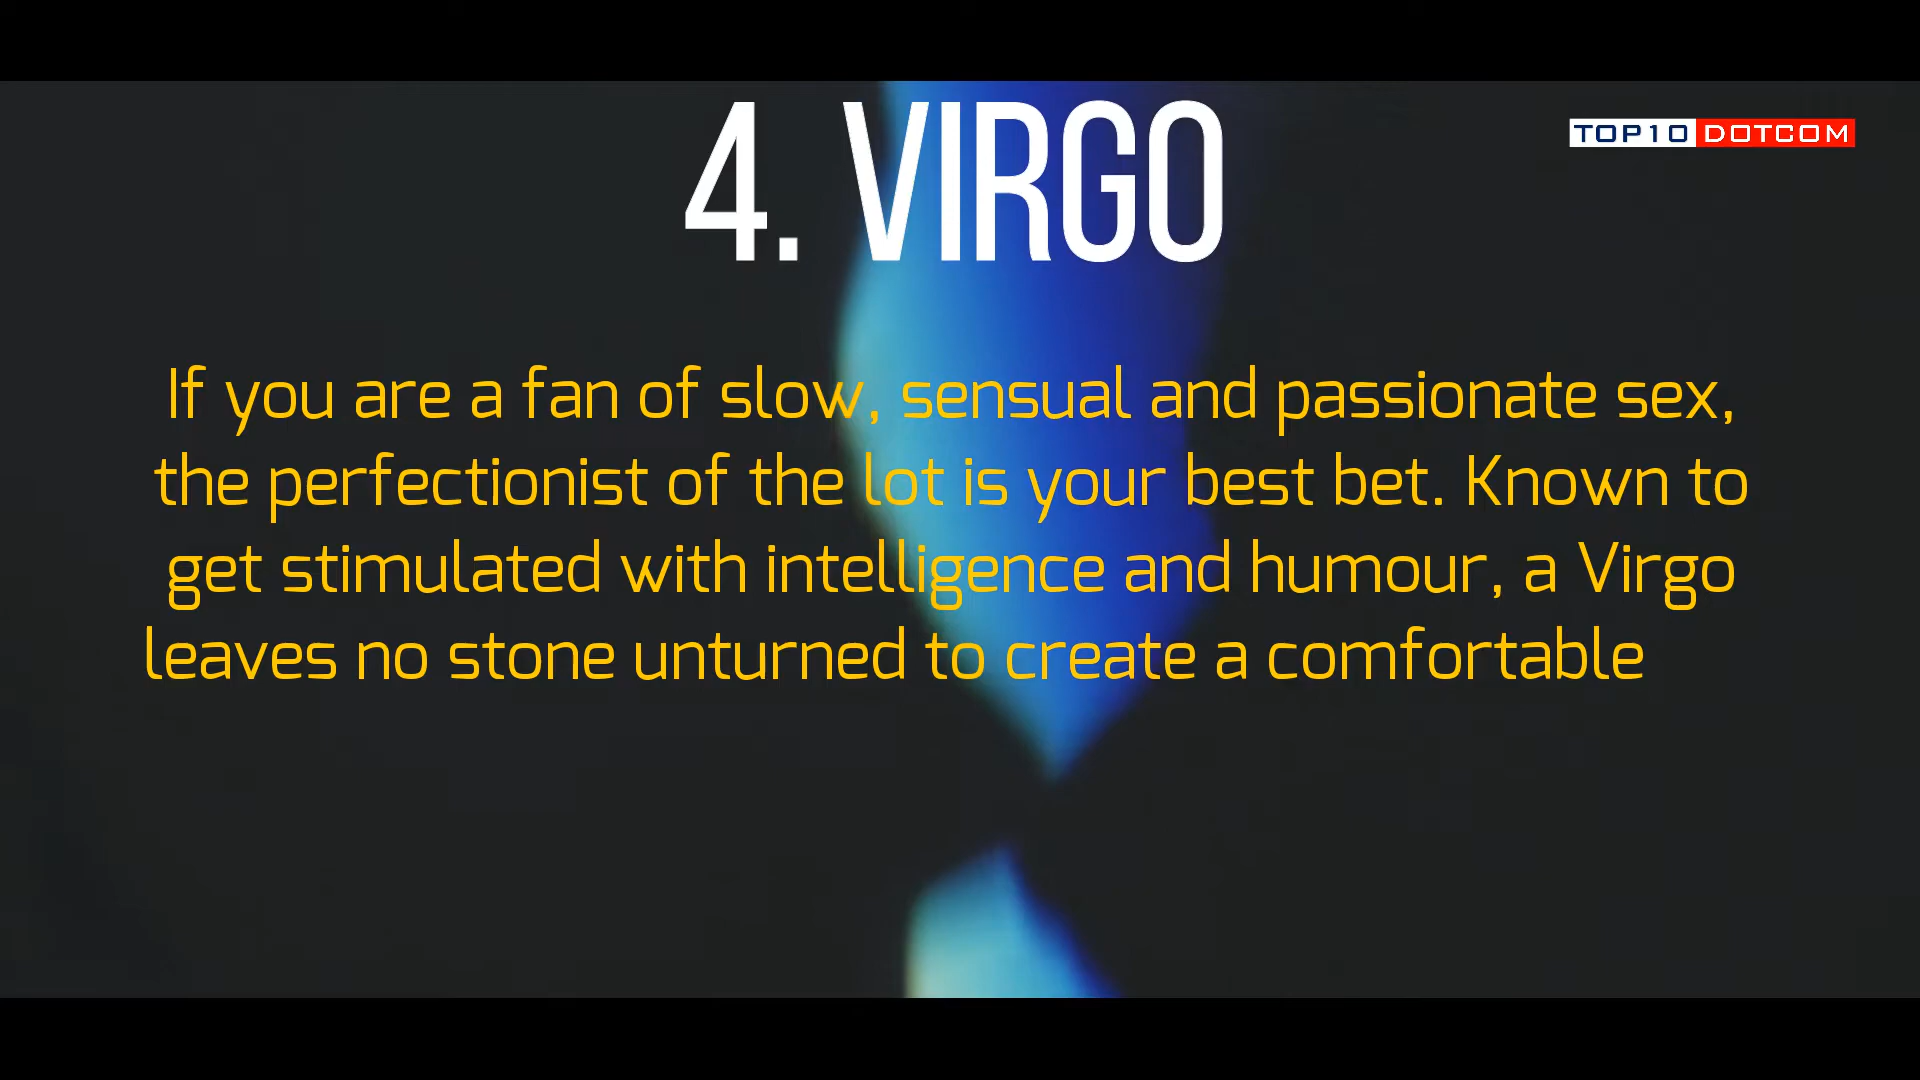 4. VIRGO
TOP10 DOTCOM
If you are a fan of slow, sensual and passionate sex,
the perfectionist of the lot is your best bet. Known to
get stimulated with intelligence and humour, a Virgo
leaves no stone unturned to create a comfortable